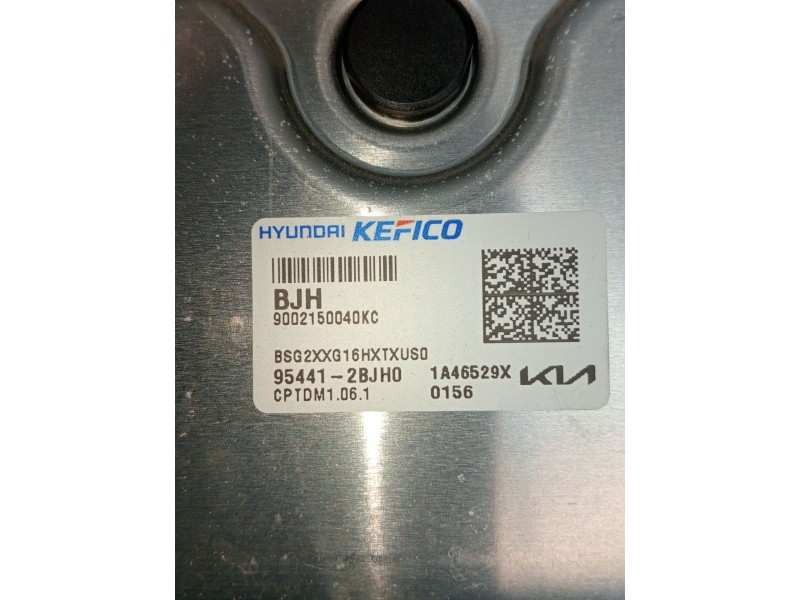 HYUNDAI KEFICO
BJH
9002150040KC
BSG2XXG16HXTXUS0
95441-2BJH0 1A46529X KIA
CPTDM1.06.1 0156